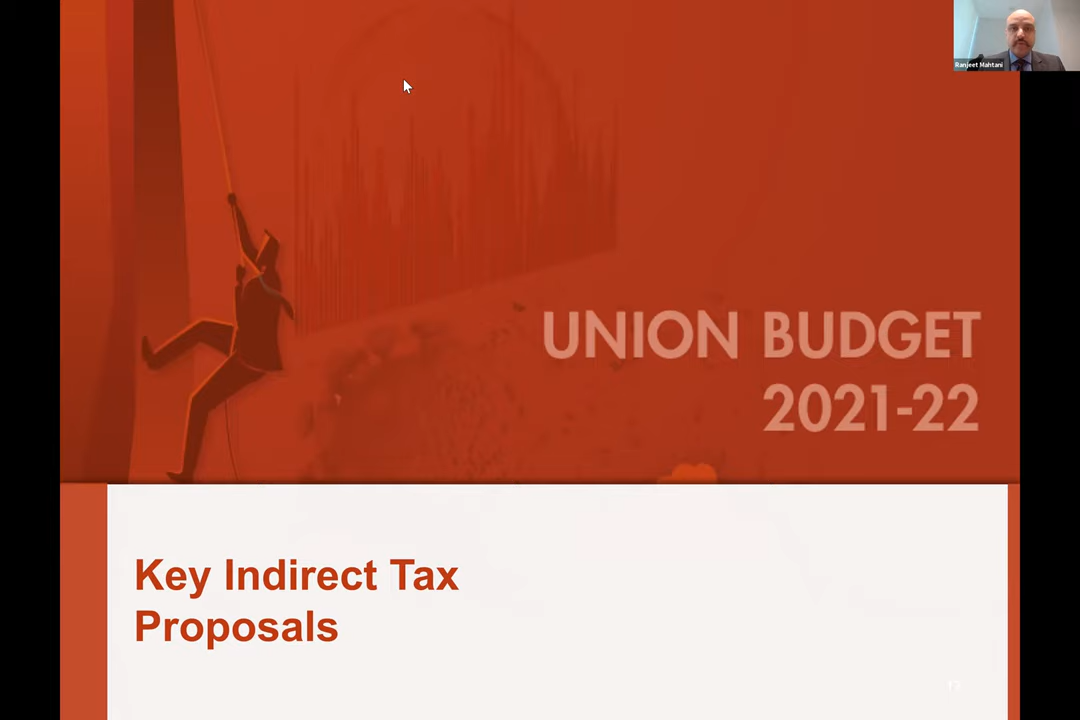 Ranjeet Mahtani
UNION BUDGET
2021-22
Key Indirect Tax
Proposals